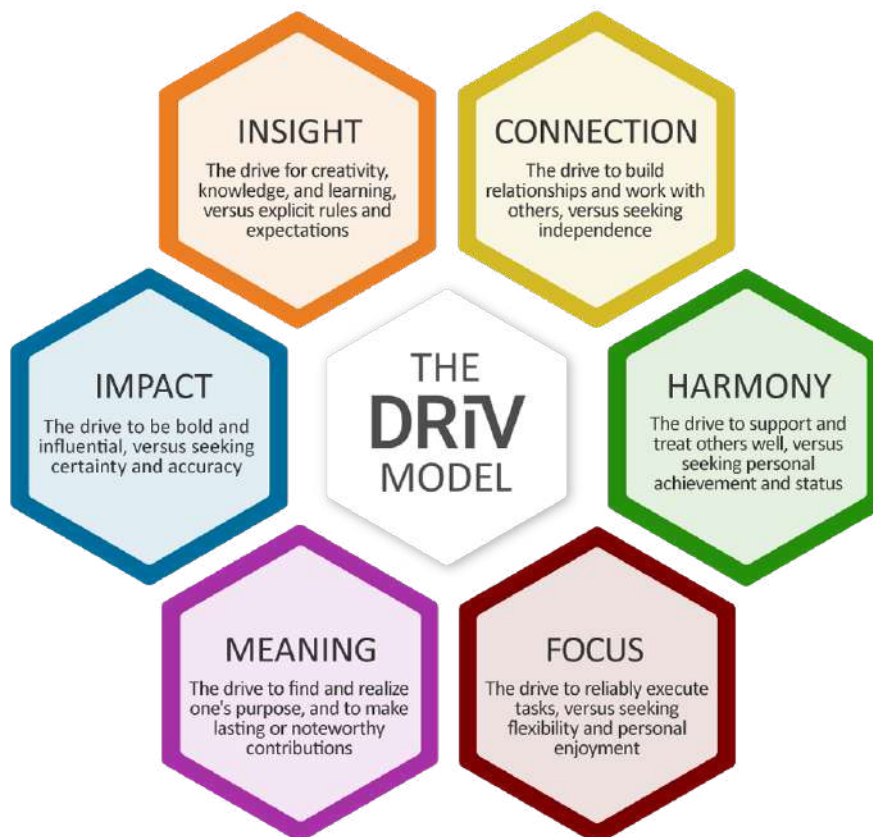 INSIGHT
The drive for creativity,
knowledge, and learning,
versus explicit rules and
expectations
CONNECTION
The drive to build
relationships and work with
others, versus seeking
independence
IMPACT
The drive to be bold and
influential, versus seeking
certainty and accuracy
THE
DRiV
MODEL
HARMONY
The drive to support and
treat others well, versus
seeking personal
achievement and status
MEANING
The drive to find and realize
one's purpose, and to make
lasting or noteworthy
contributions
FOCUS
The drive to reliably execute
tasks, versus seeking
flexibility and personal
enjoyment